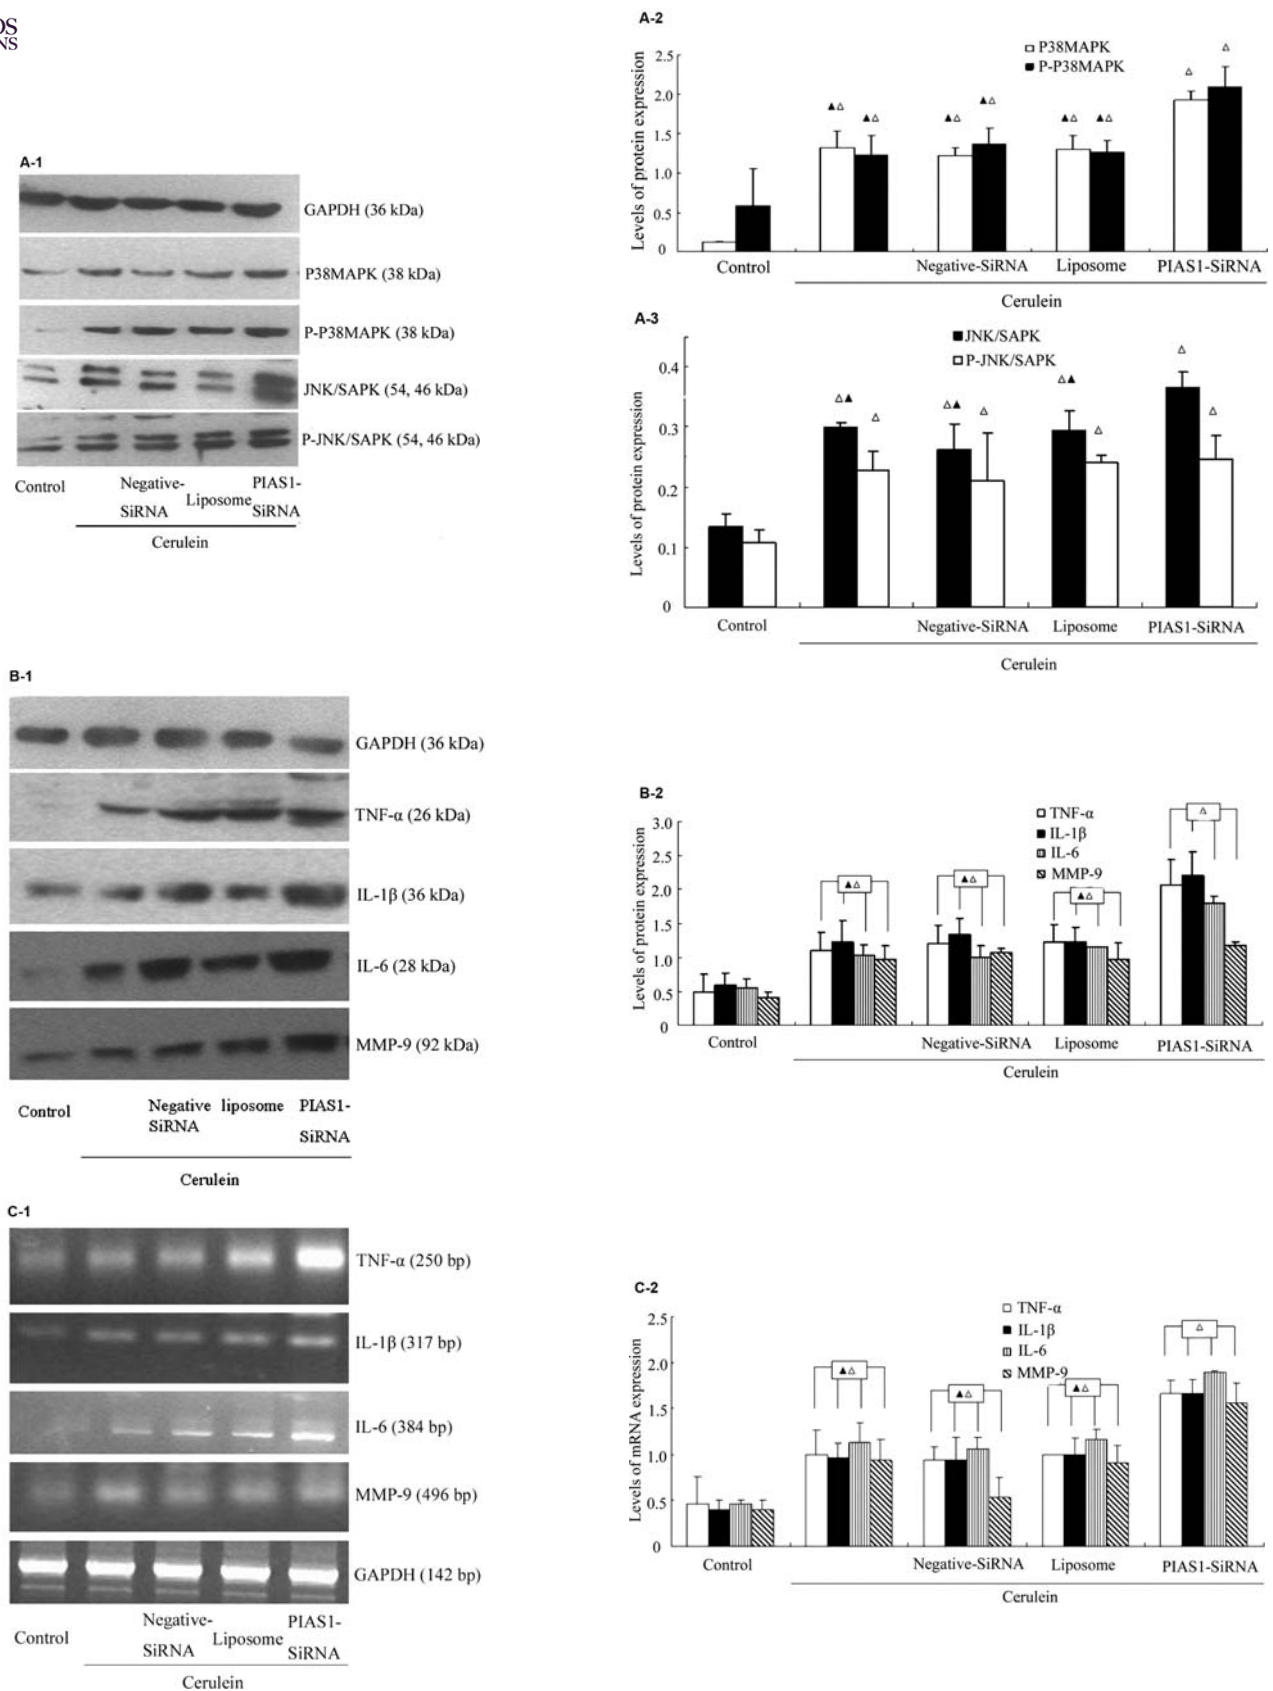 OS
NS
A-1
GAPDH (36 kDa)
P38MAPK (38 kDa)
P-P38MAPK (38 kDa)
JNK/SAPK (54, 46 kDa)
P-JNK/SAPK (54, 46 kDa)
Control
Negative-
SiRNA
Liposome
PIAS1-
SiRNA
Cerulein
A-2
P38MAPK
P-P38MAPK
Levels of protein expression
2.5
2.0
1.5
1.0
0.5
0
▲△
▲△
▲△
▲△
▲△
▲△
△
△
Control
Negative-SiRNA
Liposome
PIAS1-SiRNA
Cerulein
A-3
JNK/SAPK
P-JNK/SAPK
Levels of protein expression
0.4
0.3
0.2
0.1
0
△▲
△
△▲
△
△▲
△
△
△
Control
Negative-SiRNA
Liposome
PIAS1-SiRNA
Cerulein
B-1
GAPDH (36 kDa)
TNF-α (26 kDa)
IL-1β (36 kDa)
IL-6 (28 kDa)
MMP-9 (92 kDa)
Control
Negative
SiRNA
liposome
PIAS1-
SiRNA
Cerulein
B-2
TNF-α
IL-1β
IL-6
MMP-9
Levels of protein expression
3.0
2.5
2.0
1.5
1.0
0.5
0
▲△
▲△
▲△
△
Control
Negative-SiRNA
Liposome
PIAS1-SiRNA
Cerulein
C-1
TNF-α (250 bp)
IL-1β (317 bp)
IL-6 (384 bp)
MMP-9 (496 bp)
GAPDH (142 bp)
Control
Negative-
SiRNA
Liposome
PIAS1-
SiRNA
Cerulein
C-2
TNF-α
IL-1β
IL-6
MMP-9
Levels of mRNA expression
2.5
2.0
1.5
1.0
0.5
0
▲△
▲△
▲△
△
Control
Negative-SiRNA
Liposome
PIAS1-SiRNA
Cerulein